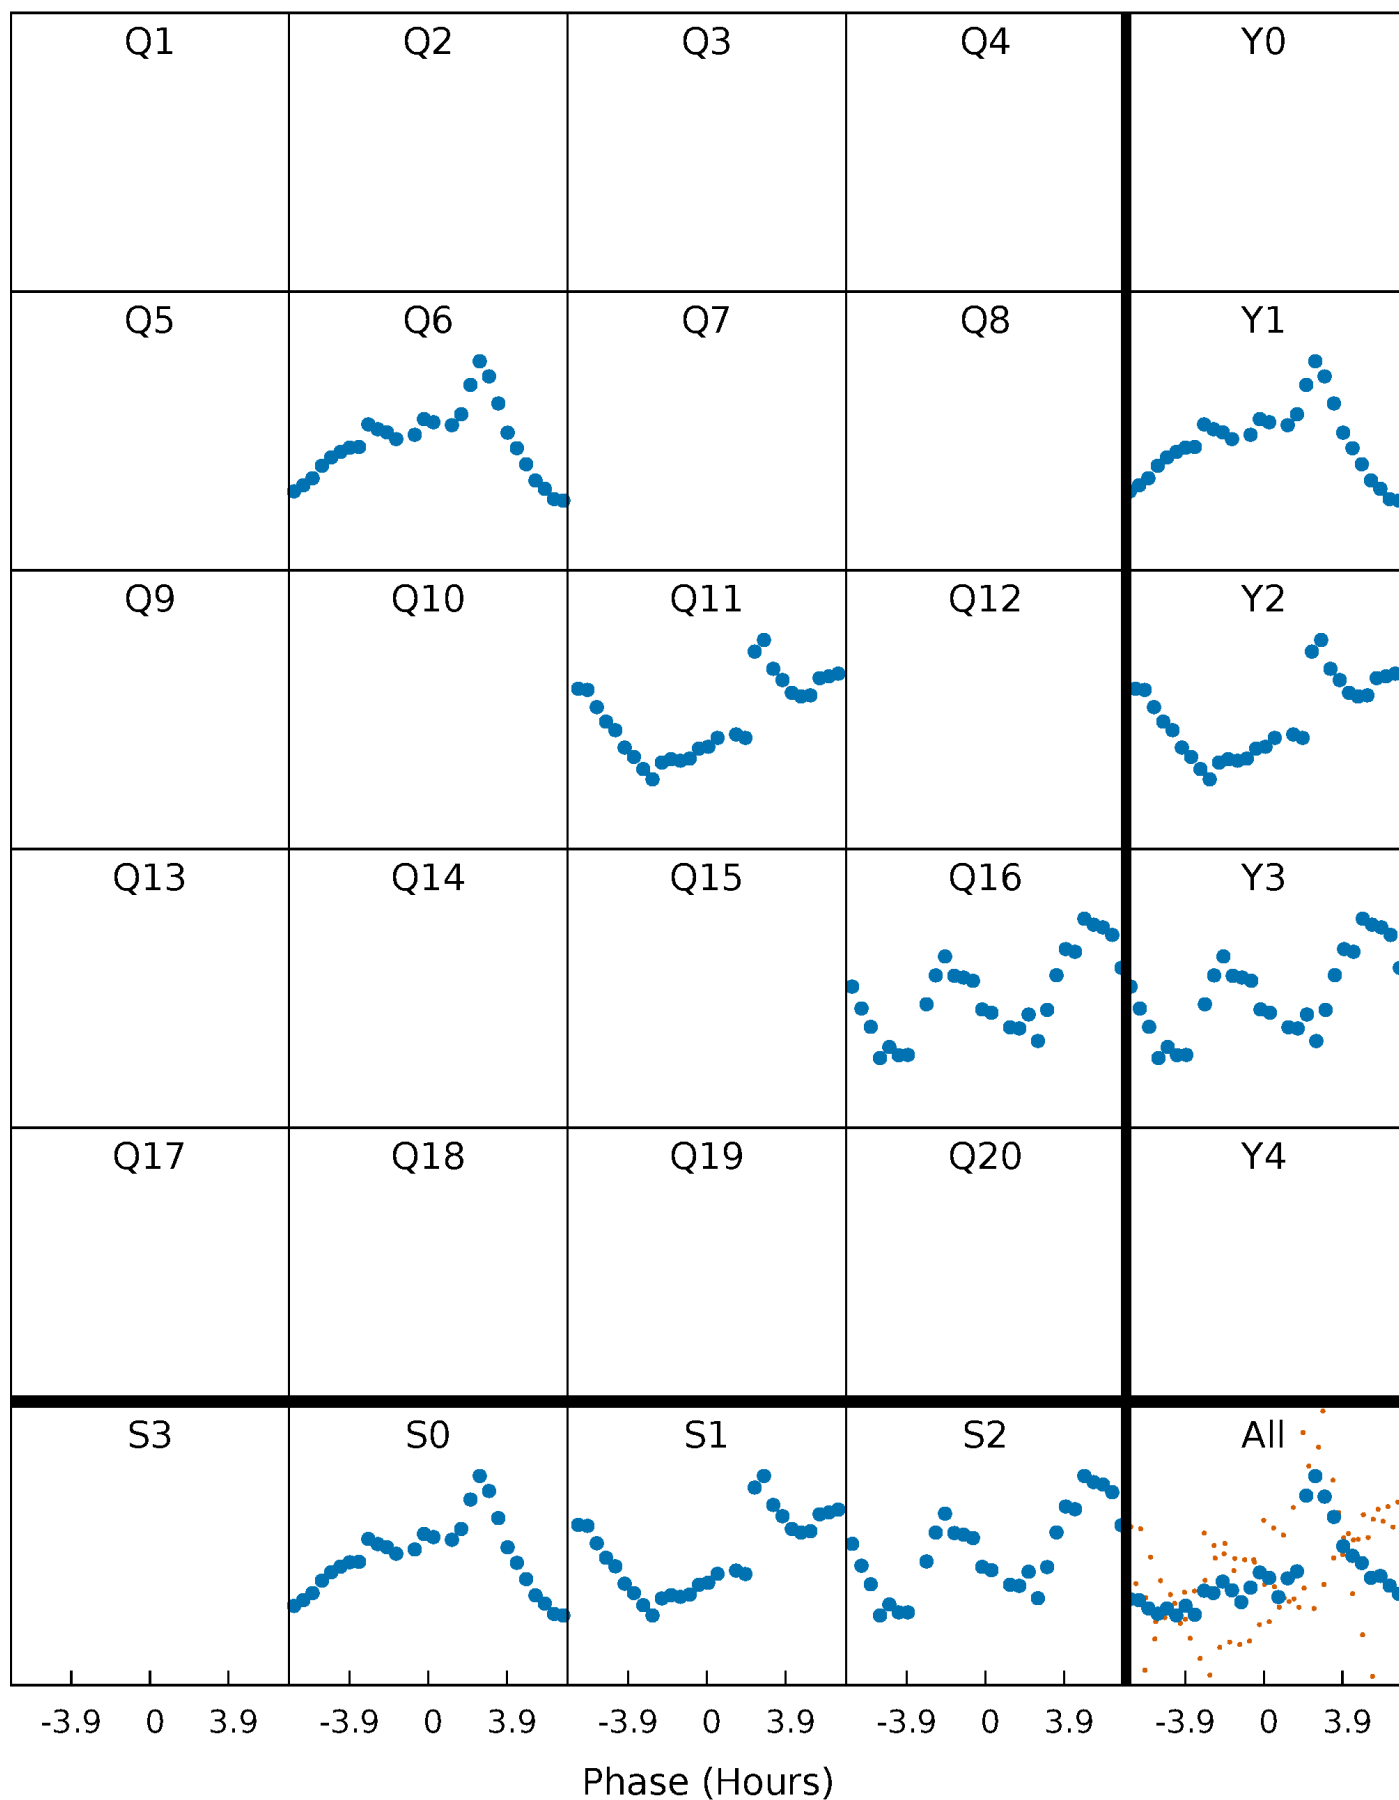 Q1 Q2 Q3 Q4 Y0
Q5 Q6 Q7 Q8 Y1
Q9 Q10 Q11 Q12 Y2
Q13 Q14 Q15 Q16 Y3
Q17 Q18 Q19 Q20 Y4
S3 S0 S1 S2 All
-3.9 0 3.9 -3.9 0 3.9 -3.9 0 3.9 -3.9 0 3.9 -3.9 0 3.9
Phase (Hours)